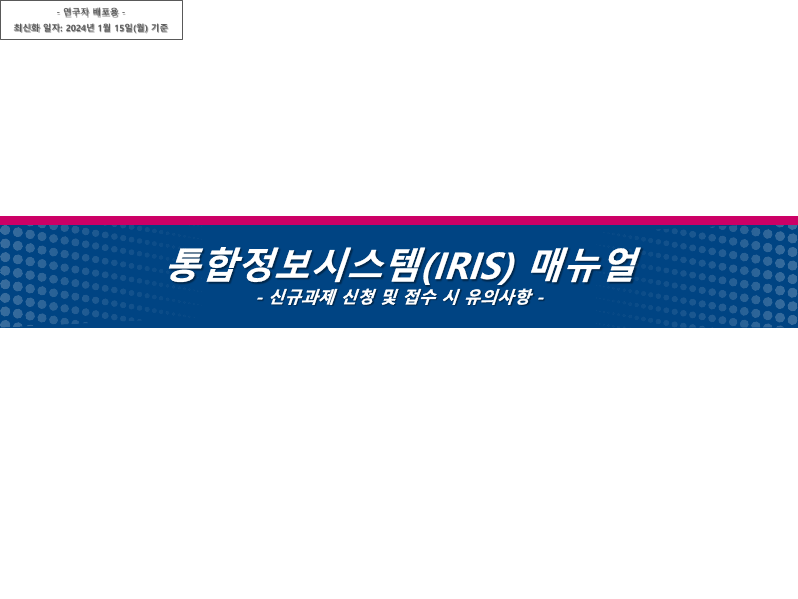 - 연구자 배포용 -
최신화 일자: 2024년 1월 15일(월) 기준
통합정보시스템(IRIS) 매뉴얼
- 신규과제 신청 및 접수 시 유의사항 -